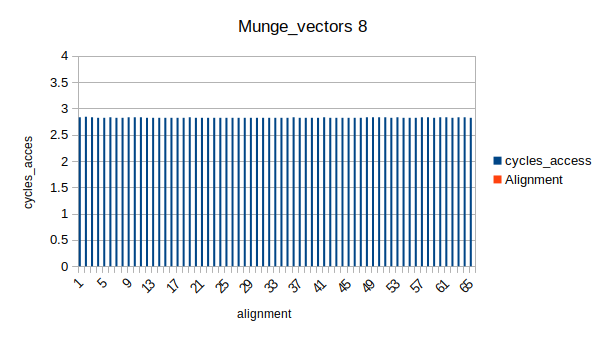 Munge_vectors 8
4
3.5
3
2.5
2
1.5
1
0.5
0
cycles_acces
1 5 9 13 17 21 25 29 33 37 41 45 49 53 57 61 65
alignment
cycles_access
Alignment